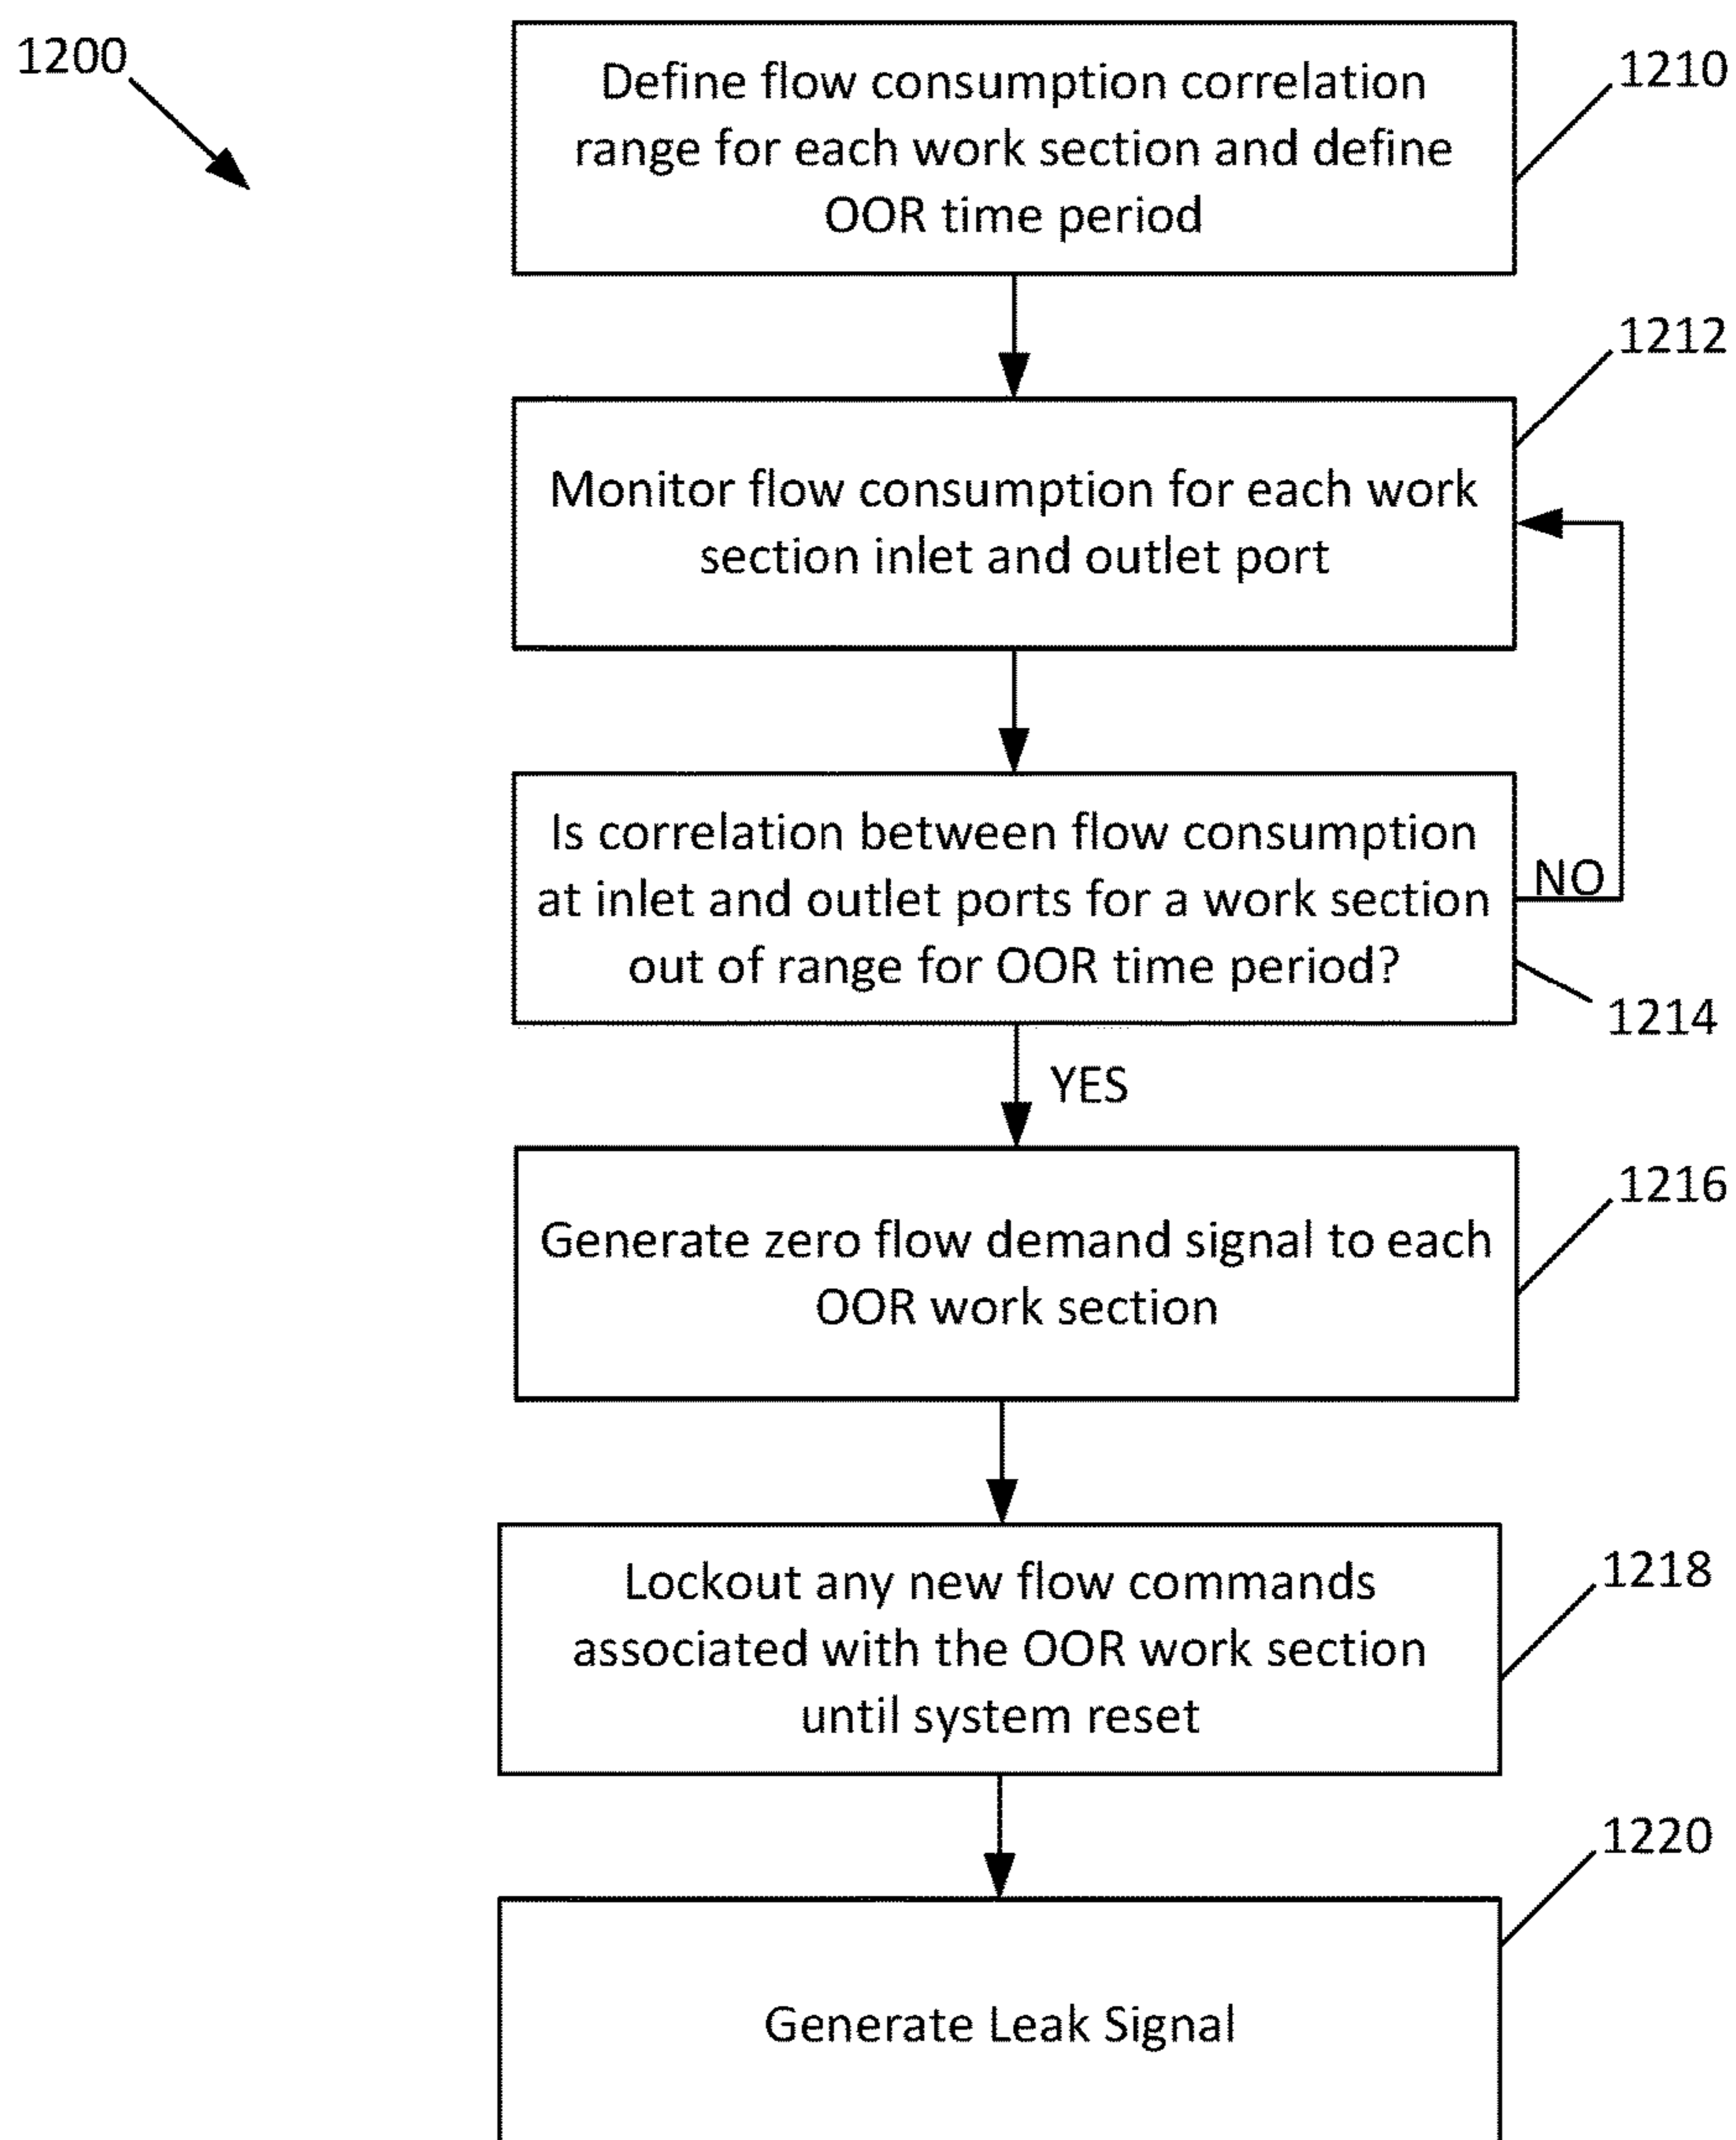 1200
Define flow consumption correlation
range for each work section and define
OOR time period
1210
Monitor flow consumption for each work
section inlet and outlet port
1212
Is correlation between flow consumption
at inlet and outlet ports for a work section
out of range for OOR time period?
NO
1214
YES
Generate zero flow demand signal to each
OOR work section
1216
Lockout any new flow commands
associated with the OOR work section
until system reset
1218
Generate Leak Signal
1220